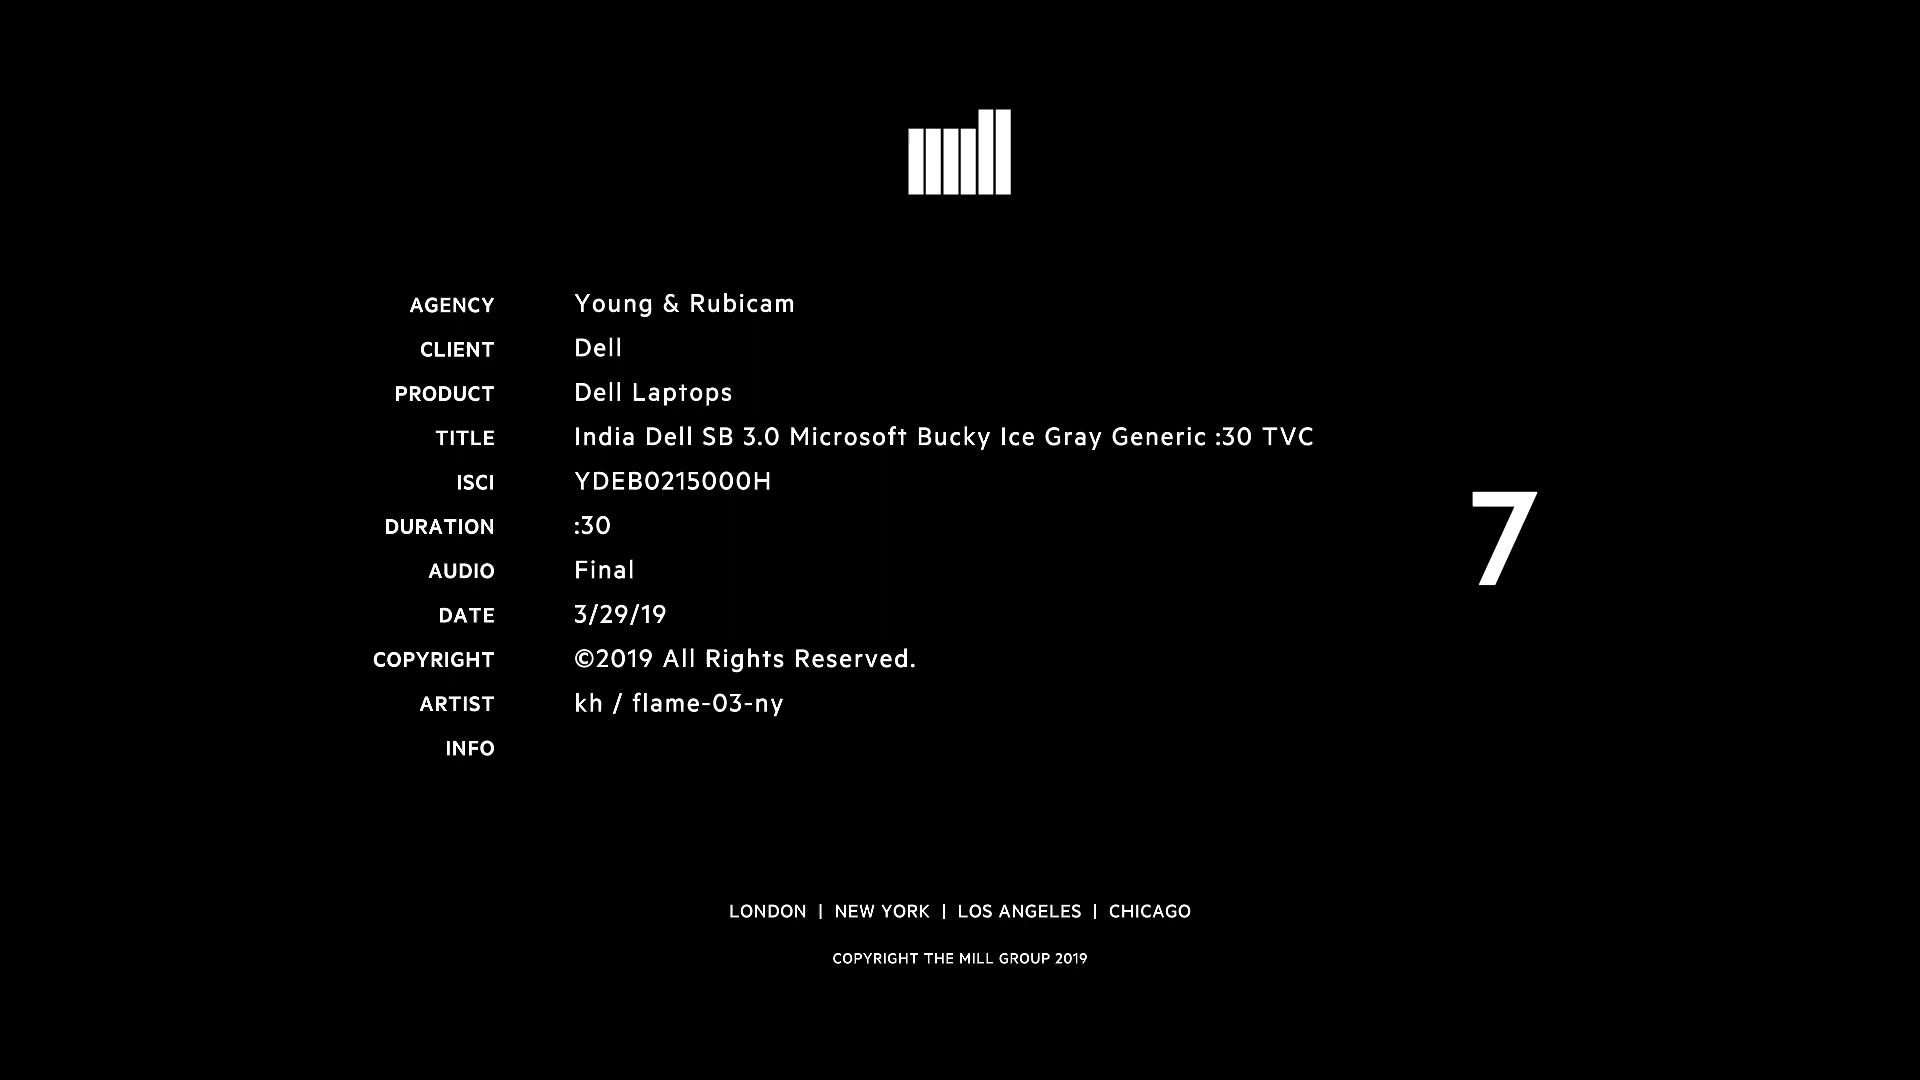 mill
AGENCY Young & Rubicam
CLIENT Dell
PRODUCT Dell Laptops
TITLE India Dell SB 3.0 Microsoft Bucky Ice Gray Generic :30 TVC
ISCI YDEB0215000H
DURATION :30
AUDIO Final
DATE 3/29/19
COPYRIGHT ©2019 All Rights Reserved.
ARTIST kh / flame-03-ny
INFO
7
LONDON | NEW YORK | LOS ANGELES | CHICAGO
COPYRIGHT THE MILL GROUP 2019